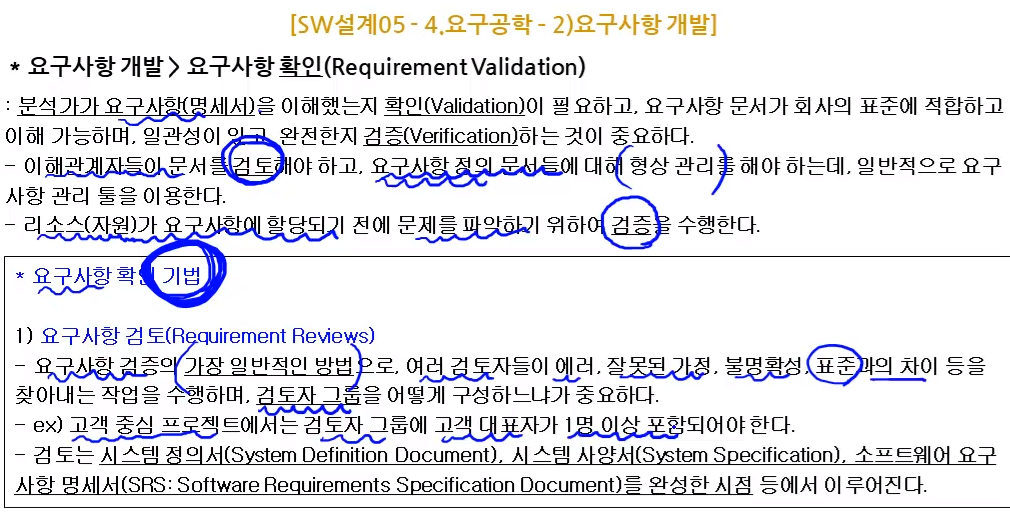 [SW설계05 - 4.요구공학 - 2)요구사항 개발]
* 요구사항 개발 > 요구사항 확인(Requirement Validation)
: 분석가가 요구사항(명세서)을 이해했는지 확인(Validation)이 필요하고, 요구사항 문서가 회사의 표준에 적합하고
이해 가능하며, 일관성이 있고, 완전한지 검증(Verification)하는 것이 중요하다.
- 이해관계자들이 문서를 검토해야 하고, 요구사항 정의 문서들에 대해 형상 관리를 해야 하는데, 일반적으로 요구
사항 관리 툴을 이용한다.
- 리소스(자원)가 요구사항에 할당되기 전에 문제를 파악하기 위하여 검증을 수행한다.
* 요구사항 확인 기법
1) 요구사항 검토(Requirement Reviews)
- 요구사항 검증의 가장 일반적인 방법으로, 여러 검토자들이 에러, 잘못된 가정, 불명확성, 표준과의 차이 등을
찾아내는 작업을 수행하며, 검토자 그룹을 어떻게 구성하느냐가 중요하다.
- ex) 고객 중심 프로젝트에서는 검토자 그룹에 고객 대표자가 1명 이상 포함되어야 한다.
- 검토는 시스템 정의서(System Definition Document), 시스템 사양서(System Specification), 소프트웨어 요구
사항 명세서(SRS: Software Requirements Specification Document)를 완성한 시점 등에서 이루어진다.